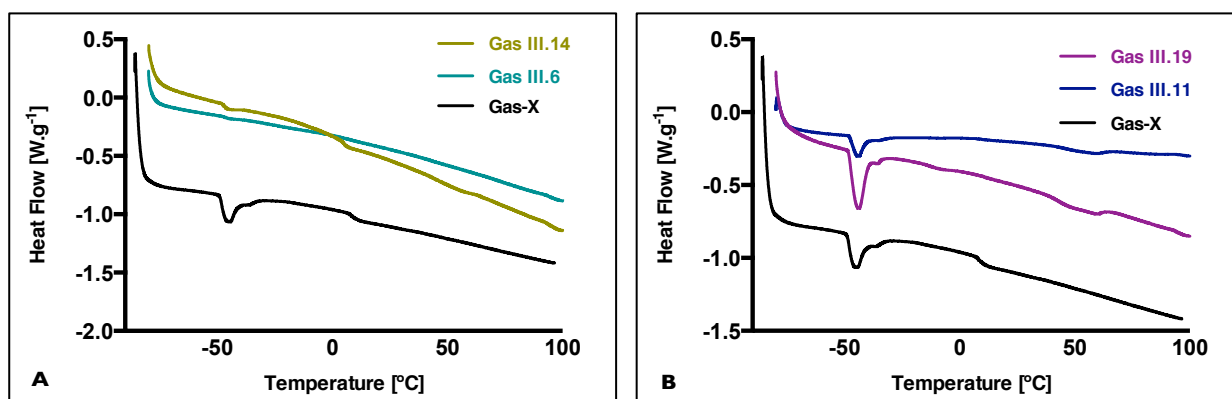 0.5
0.0
-0.5
-1.0
-1.5
-2.0
Heat Flow [W.g⁻¹]
Gas III.14
Gas III.6
Gas-X
-50
0
50
100
Temperature [ºC]
A
0.5
0.0
-0.5
-1.0
-1.5
Heat Flow [W.g⁻¹]
Gas III.19
Gas III.11
Gas-X
-50
0
50
100
Temperature [ºC]
B